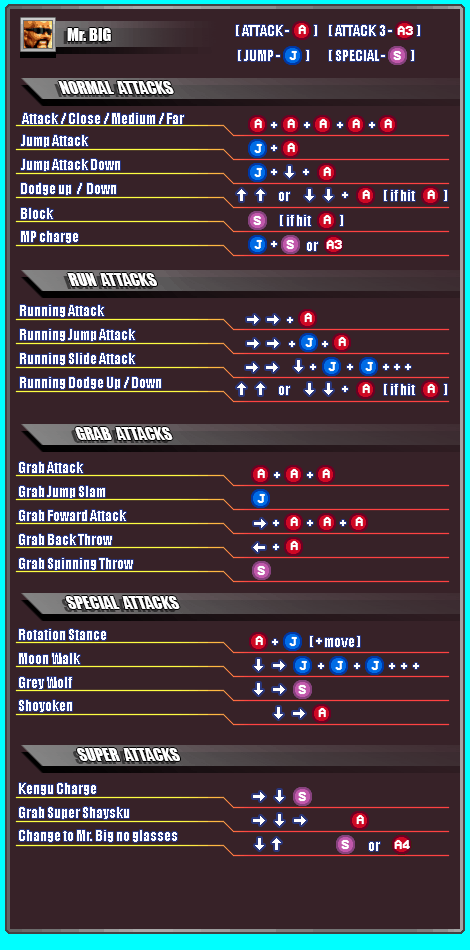 Mr. BIG
[ ATTACK - A ] [ ATTACK 3 - A3 ]
[ JUMP - J ] [ SPECIAL - S ]
NORMAL ATTACKS
Attack / Close / Medium / Far A + A + A + A + A
Jump Attack J + A
Jump Attack Down J + ↓ + A
Dodge up / Down ↑ ↑ or ↓ ↓ + A [ if hit A ]
Block S [ if hit A ]
MP charge J + S or A3
RUN ATTACKS
Running Attack → → + A
Running Jump Attack → → + J + A
Running Slide Attack → → ↓ + J + J + + +
Running Dodge Up / Down ↑ ↑ or ↓ ↓ + A [ if hit A ]
GRAB ATTACKS
Grab Attack A + A + A
Grab Jump Slam J
Grab Foward Attack → + A + A + A
Grab Back Throw ← + A
Grab Spinning Throw S
SPECIAL ATTACKS
Rotation Stance A + J [ + move ]
Moon Walk ↓ → J + J + J + + +
Grey Wolf ↓ → S
Shoyoken ↓ → A
SUPER ATTACKS
Kengu Charge → ↓ S
Grab Super Shaysku → ↓ → A
Change to Mr. Big no glasses ↓ ↑ S or A4